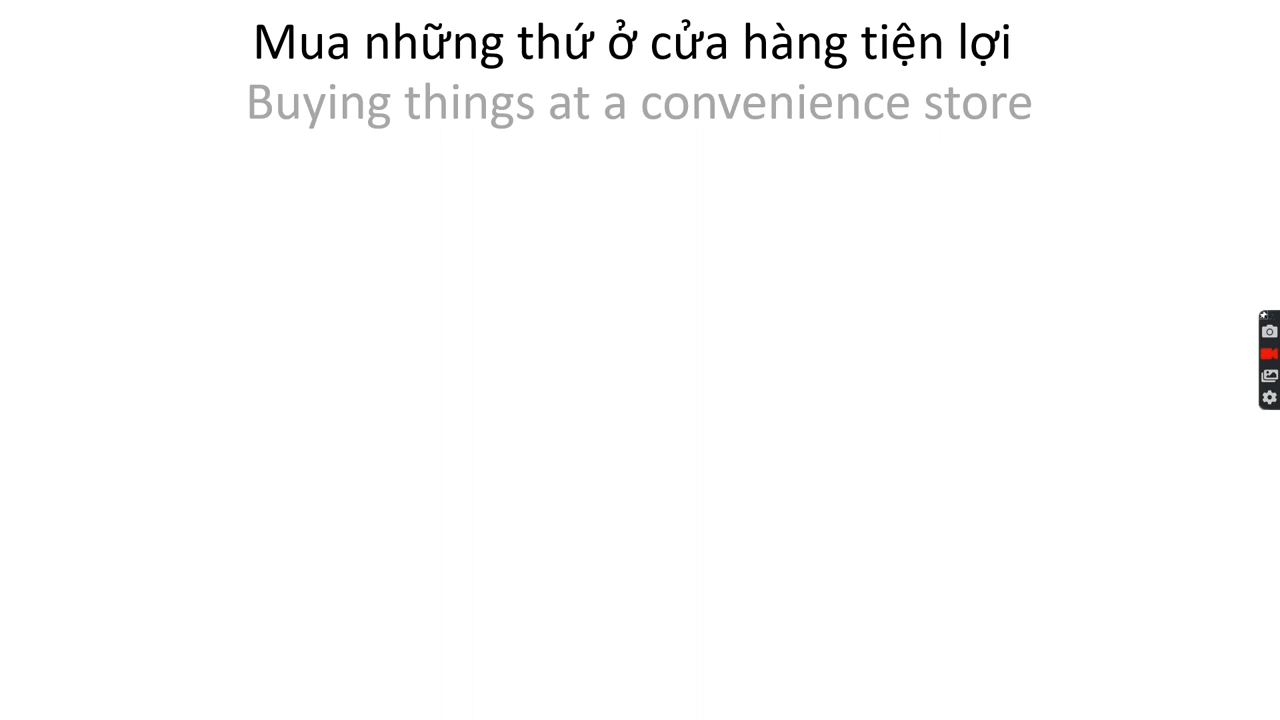 Mua những thứ ở cửa hàng tiện lợi
Buying things at a convenience store